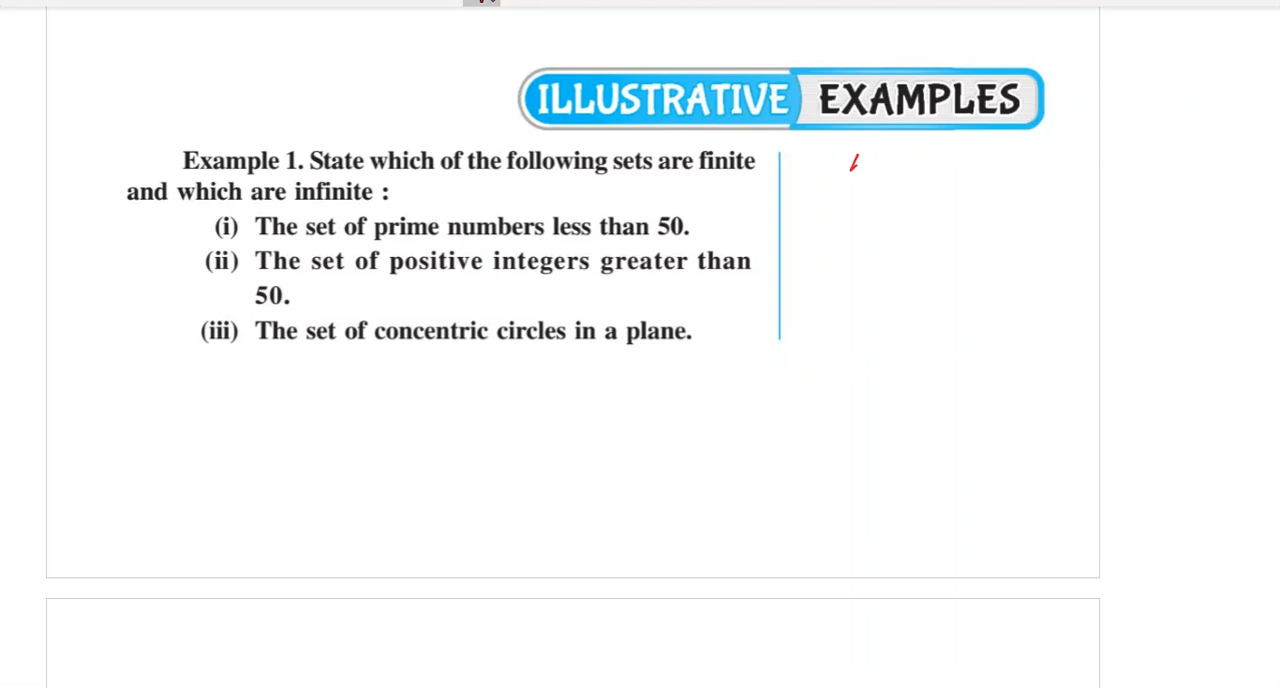 ILLUSTRATIVE EXAMPLES
Example 1. State which of the following sets are finite
and which are infinite :
(i) The set of prime numbers less than 50.
(ii) The set of positive integers greater than
50.
(iii) The set of concentric circles in a plane.